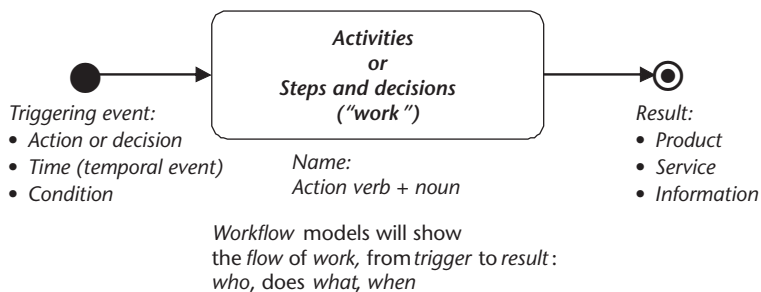 Activities
or
Steps and decisions
(“work”)
Triggering event:
• Action or decision
• Time (temporal event)
• Condition
Name:
Action verb + noun
Result:
• Product
• Service
• Information
Workflow models will show
the flow of work, from trigger to result:
who, does what, when